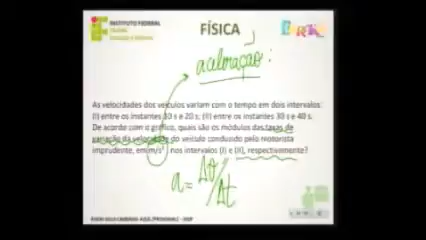 INSTITUTO FEDERAL
FÍSICA
aceleração:
As velocidades dos veículos variam com o tempo em dois intervalos:
(I) entre os instantes 10 s e 20 s; (II) entre os instantes 30 s e 40 s.
De acordo com o gráfico, quais são os módulos das taxas de
variação da velocidade do veículo conduzido pelo motorista
imprudente, em m/s², nos intervalos (I) e (II), respectivamente?
a = Δv/Δt